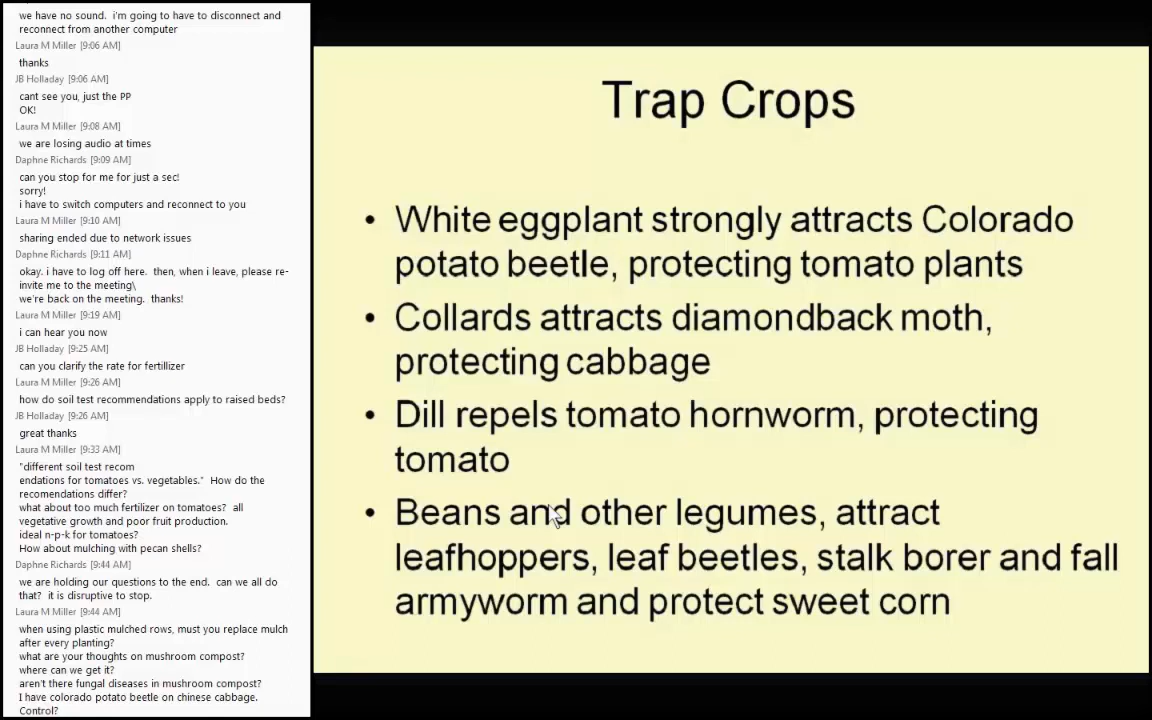 we have no sound.  i'm going to have to disconnect and
reconnect from another computer
Laura M Miller [9:06 AM]
thanks
JB Holladay [9:06 AM]
cant see you, just the PP
OK!
Laura M Miller [9:08 AM]
we are losing audio at times
Daphne Richards [9:09 AM]
can you stop for me for just a sec!
sorry!
i have to switch computers and reconnect to you
Laura M Miller [9:10 AM]
sharing ended due to network issues
Daphne Richards [9:11 AM]
okay. i have to log off here.  then, when i leave, please re-
invite me to the meeting\
we're back on the meeting.  thanks!
Laura M Miller [9:19 AM]
i can hear you now
JB Holladay [9:25 AM]
can you clarify the rate for fertillizer
Laura M Miller [9:26 AM]
how do soil test recommendations apply to raised beds?
JB Holladay [9:26 AM]
great thanks
Laura M Miller [9:33 AM]
"different soil test recom
endations for tomatoes vs. vegetables."  How do the
recomendations differ?
what about too much fertilizer on tomatoes?  all
vegetative growth and poor fruit production.
ideal n-p-k for tomatoes?
How about mulching with pecan shells?
Daphne Richards [9:44 AM]
we are holding our questions to the end.  can we all do
that?  it is disruptive to stop.
Laura M Miller [9:44 AM]
when using plastic mulched rows, must you replace mulch
after every planting?
what are your thoughts on mushroom compost?
where can we get it?
aren't there fungal diseases in mushroom compost?
I have colorado potato beetle on chinese cabbage.
Control?
Trap Crops
• White eggplant strongly attracts Colorado
potato beetle, protecting tomato plants
• Collards attracts diamondback moth,
protecting cabbage
• Dill repels tomato hornworm, protecting
tomato
• Beans and other legumes, attract
leafhoppers, leaf beetles, stalk borer and fall
armyworm and protect sweet corn